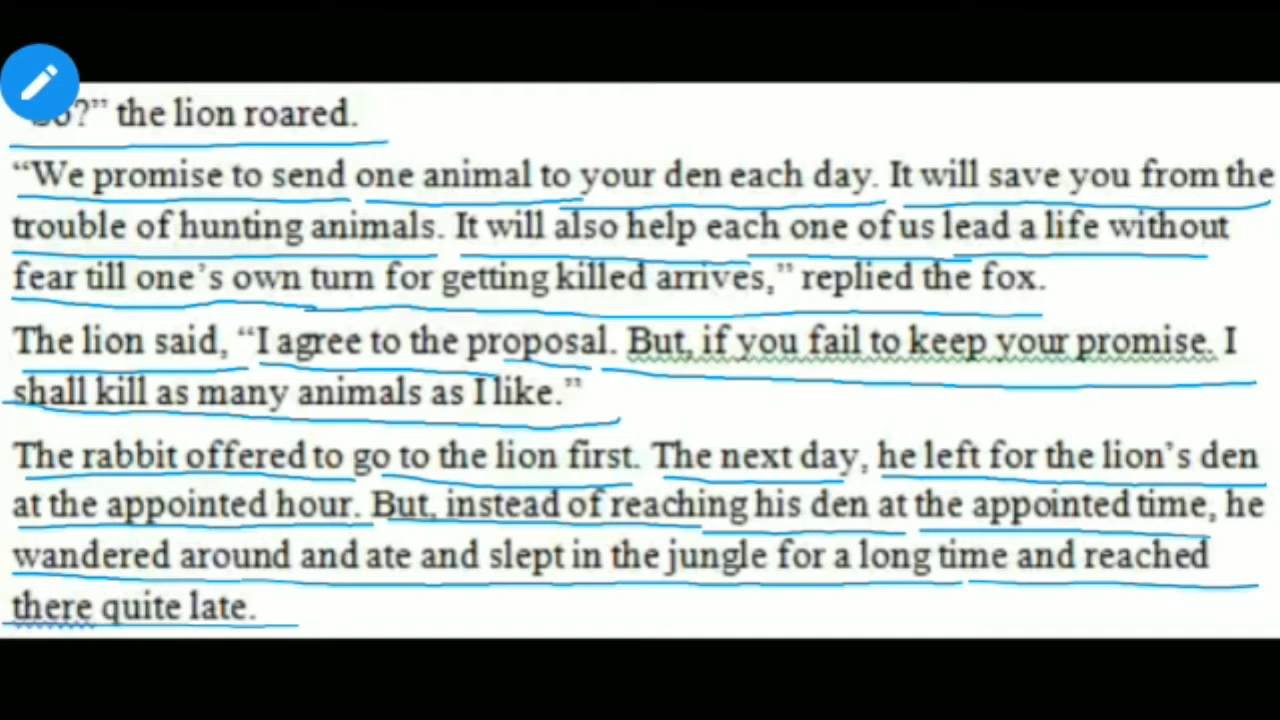 ?” the lion roared.
“We promise to send one animal to your den each day. It will save you from the
trouble of hunting animals. It will also help each one of us lead a life without
fear till one’s own turn for getting killed arrives,” replied the fox.
The lion said, “I agree to the proposal. But, if you fail to keep your promise. I
shall kill as many animals as I like.”
The rabbit offered to go to the lion first. The next day, he left for the lion’s den
at the appointed hour. But, instead of reaching his den at the appointed time, he
wandered around and ate and slept in the jungle for a long time and reached
there quite late.